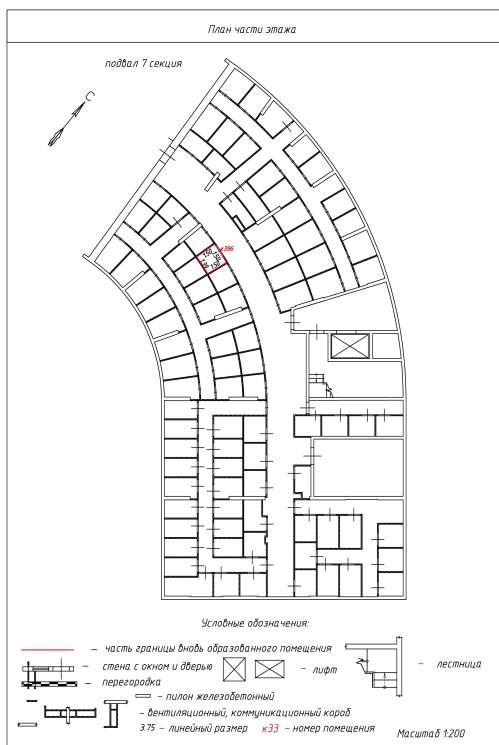 План части этажа
подвал 7 секция
С
к396
Условные обозначения:
— часть границы вновь образованного помещения
— стена с окном и дверью
— лифт
— лестница
— перегородка
— пилон железобетонный
— вентиляционный, коммуникационный короб
3.75 — линейный размер к33 — номер помещения
Масштаб 1:200